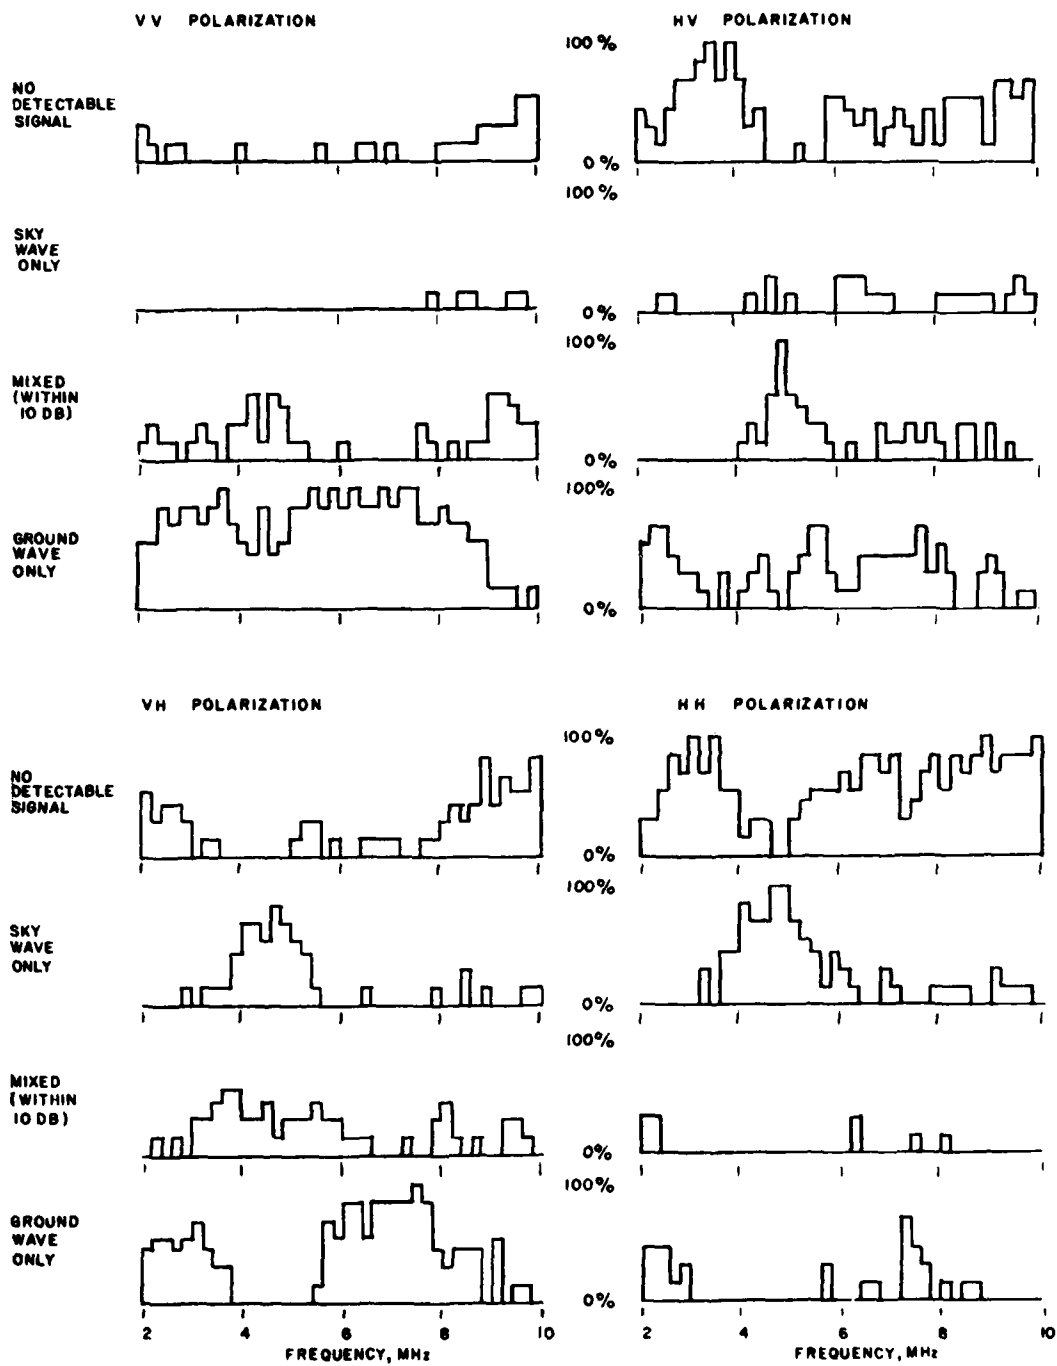 VV POLARIZATION
HV POLARIZATION
NO
DETECTABLE
SIGNAL
100%
0%
SKY
WAVE
ONLY
100%
0%
MIXED
(WITHIN
10 DB)
100%
0%
GROUND
WAVE
ONLY
100%
0%
VH POLARIZATION
HH POLARIZATION
NO
DETECTABLE
SIGNAL
100%
0%
SKY
WAVE
ONLY
100%
0%
MIXED
(WITHIN
10 DB)
100%
0%
GROUND
WAVE
ONLY
100%
0%
2 4 6 8 10
2 4 6 8 10
FREQUENCY, MHz
FREQUENCY, MHz